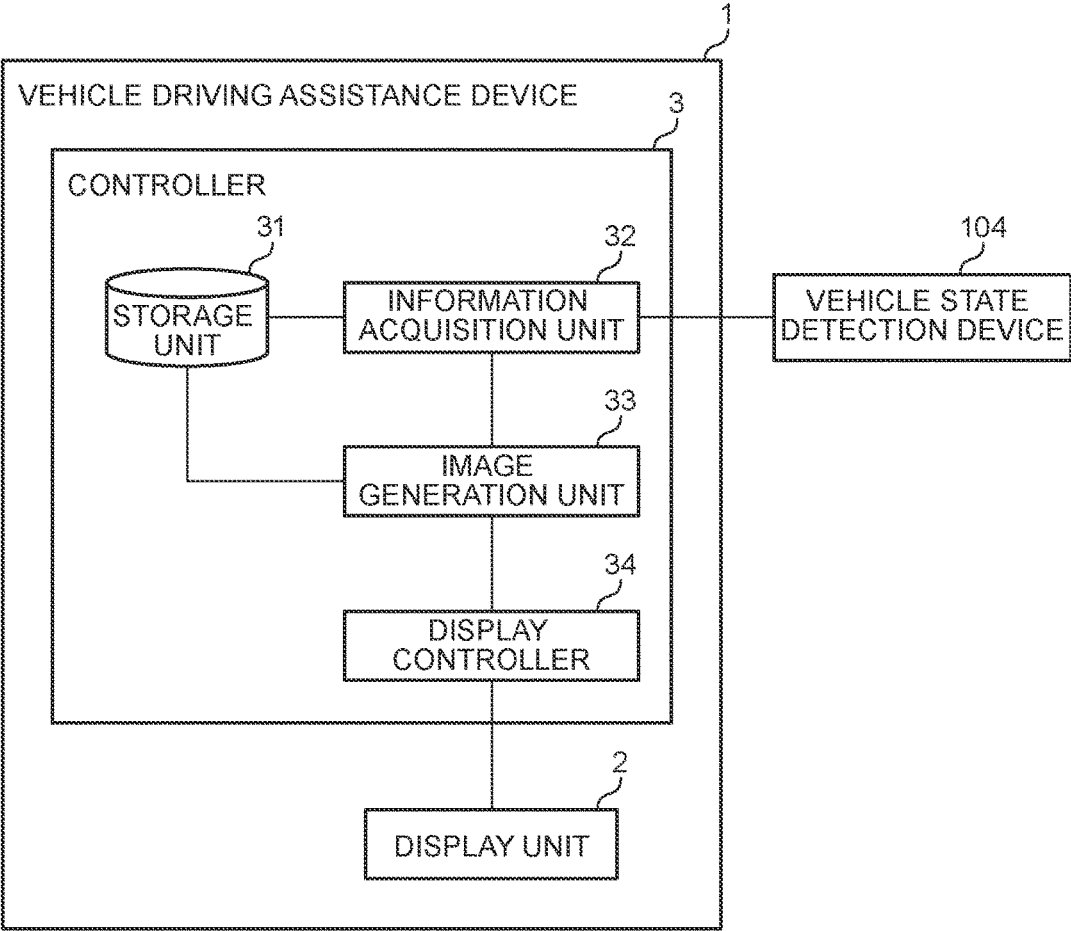 1
VEHICLE DRIVING ASSISTANCE DEVICE
3
CONTROLLER
31
STORAGE
UNIT
32
INFORMATION
ACQUISITION UNIT
104
VEHICLE STATE
DETECTION DEVICE
33
IMAGE
GENERATION UNIT
34
DISPLAY
CONTROLLER
2
DISPLAY UNIT